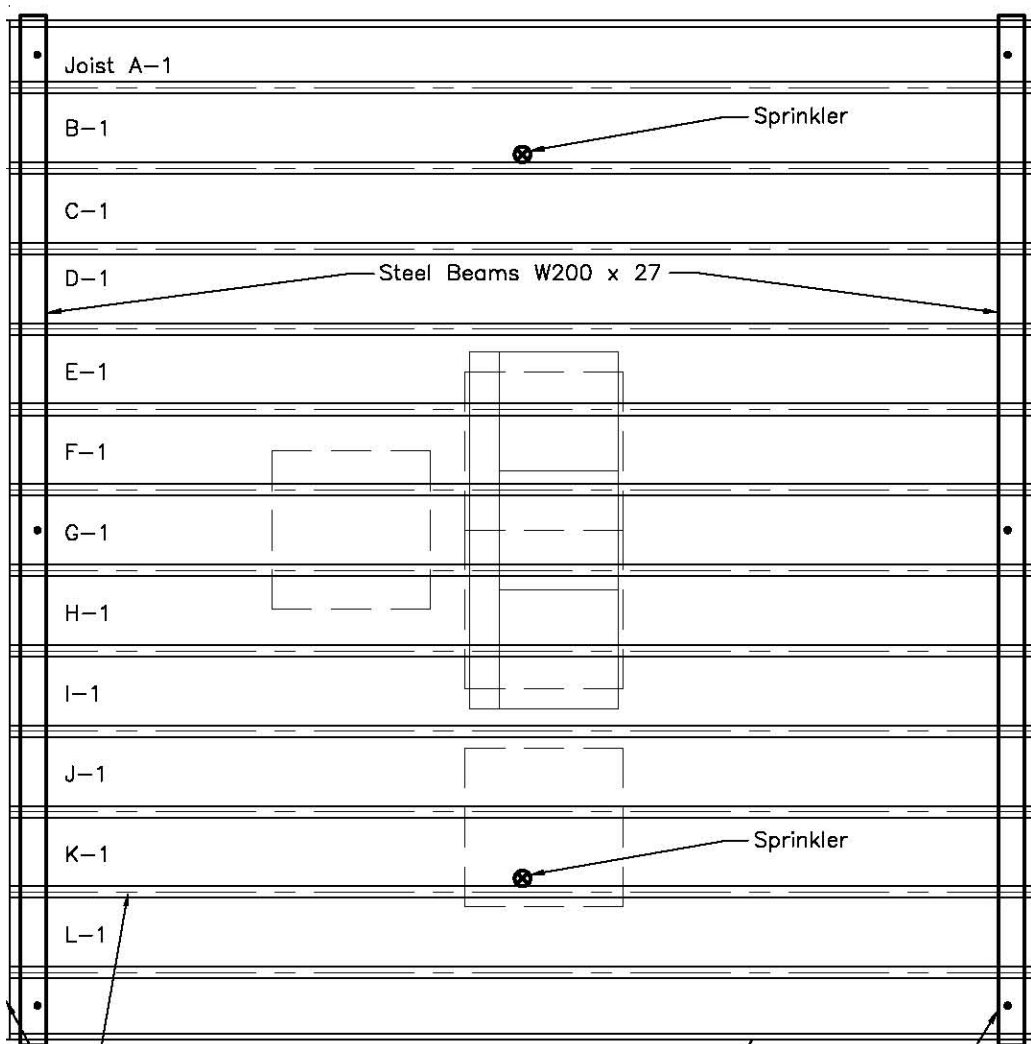 Joist A-1
B-1
Sprinkler
C-1
D-1
Steel Beams W200 x 27
E-1
F-1
G-1
H-1
I-1
J-1
K-1
Sprinkler
L-1